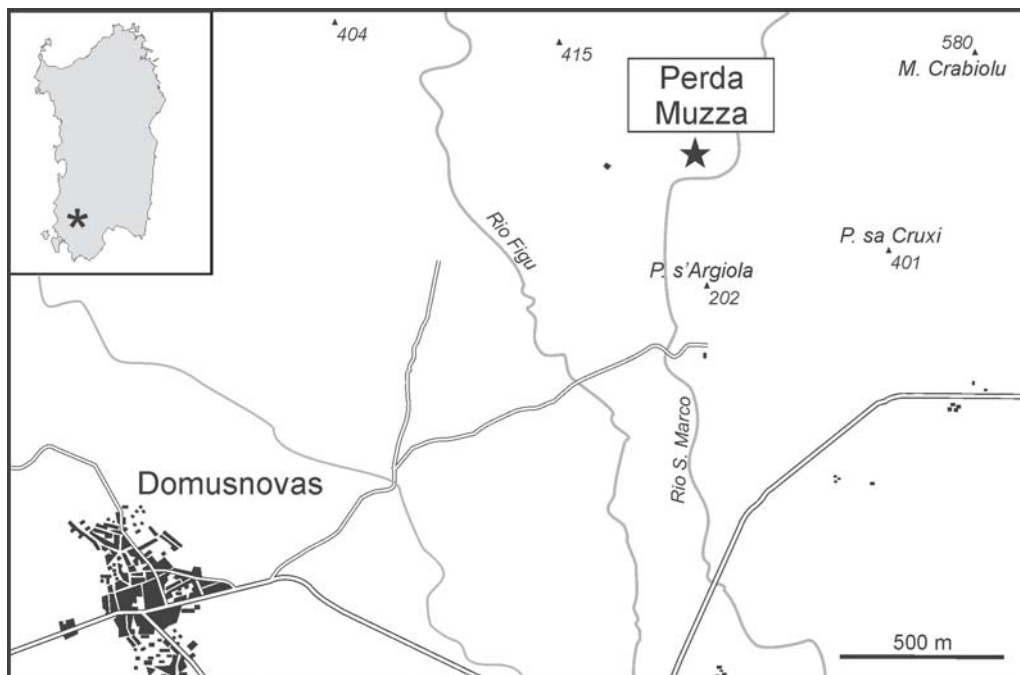 404
415
580
M. Crabiolu
Perda
Muzza
Rio Figu
P. sa Cruxi
401
P. s'Argiola
202
Rio S. Marco
Domusnovas
500 m